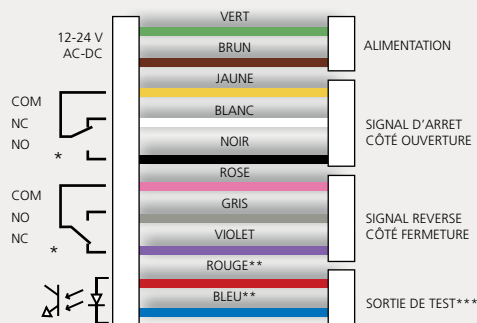 12-24 V
AC-DC
VERT
BRUN
ALIMENTATION
COM
NC
NO
*
JAUNE
BLANC
NOIR
SIGNAL D'ARRET
CÔTÉ OUVERTURE
COM
NO
NC
*
ROSE
GRIS
VIOLET
SIGNAL REVERSE
CÔTÉ FERMETURE
ROUGE**
BLEU**
SORTIE DE TEST***